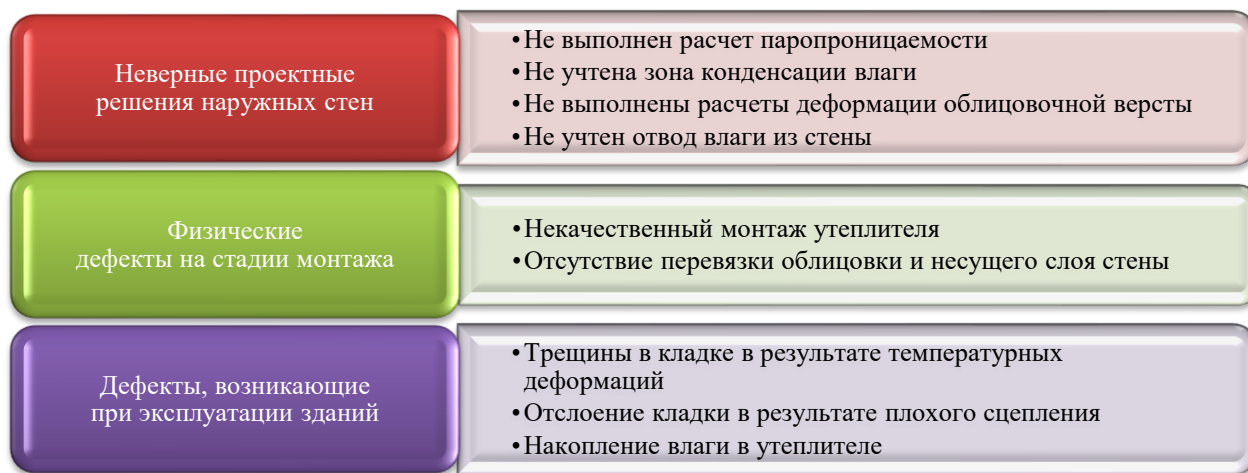 Неверные проектные
решения наружных стен
•Не выполнен расчет паропроницаемости
•Не учтена зона конденсации влаги
•Не выполнены расчеты деформации облицовочной версты
•Не учтен отвод влаги из стены
Физические
дефекты на стадии монтажа
•Некачественный монтаж утеплителя
•Отсутствие перевязки облицовки и несущего слоя стены
Дефекты, возникающие
при эксплуатации зданий
•Трещины в кладке в результате температурных
деформаций
•Отслоение кладки в результате плохого сцепления
•Накопление влаги в утеплителе